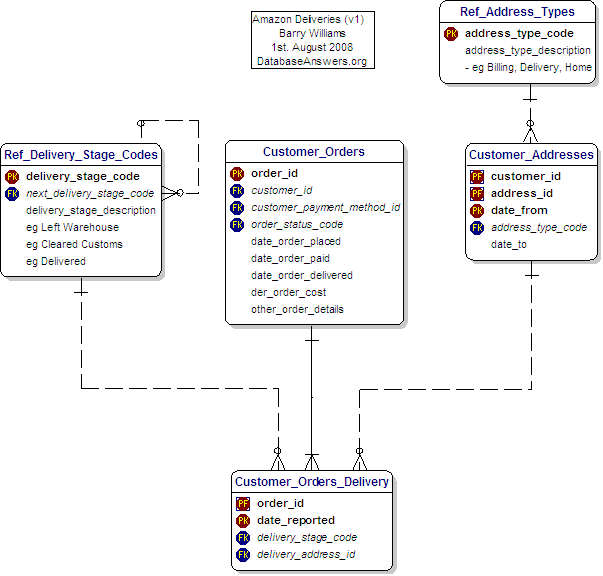 Amazon Deliveries (v1)
Barry Williams
1st. August 2008
DatabaseAnswers.org
Ref_Address_Types
PK address_type_code
address_type_description
- eg Billing, Delivery, Home
Ref_Delivery_Stage_Codes
PK delivery_stage_code
FK next_delivery_stage_code
delivery_stage_description
eg Left Warehouse
eg Cleared Customs
eg Delivered
Customer_Orders
PK order_id
FK customer_id
FK customer_payment_method_id
FK order_status_code
date_order_placed
date_order_paid
date_order_delivered
der_order_cost
other_order_details
Customer_Addresses
PF customer_id
PF address_id
PK date_from
FK address_type_code
date_to
Customer_Orders_Delivery
PF order_id
PK date_reported
FK delivery_stage_code
FK delivery_address_id